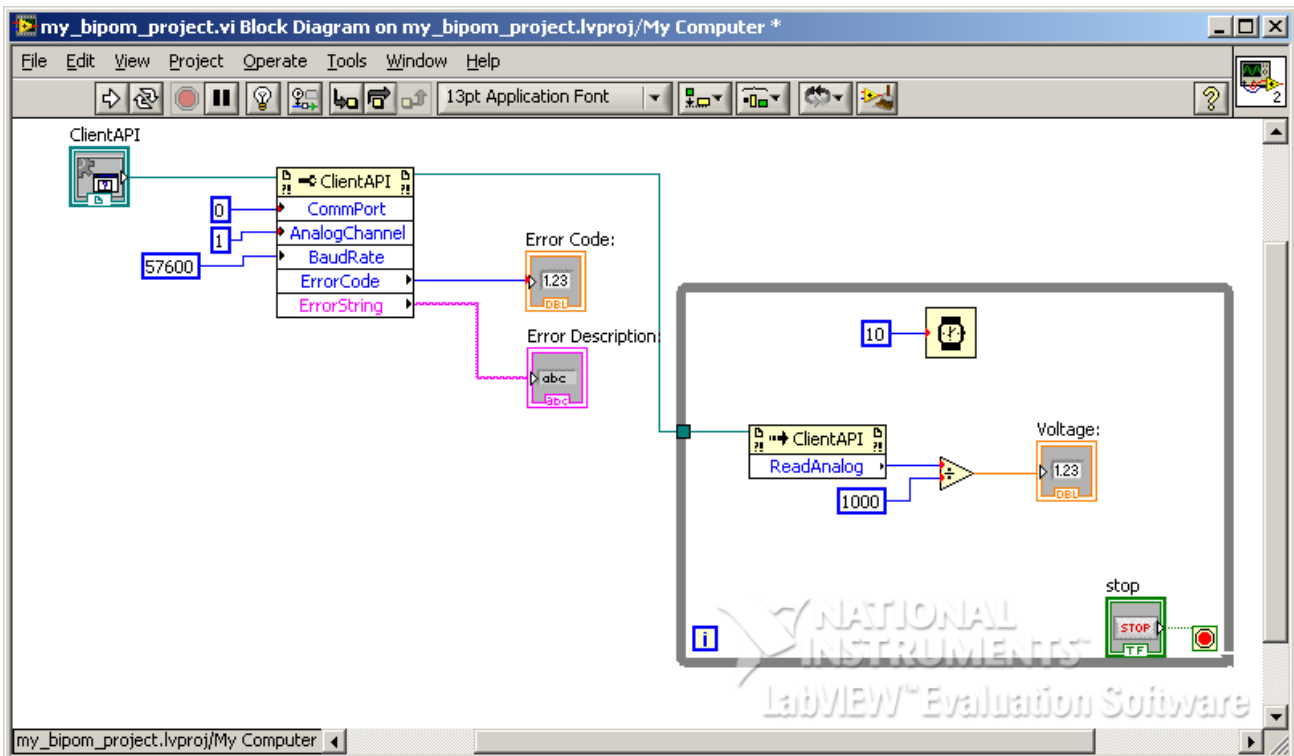 my_bipom_project.vi Block Diagram on my_bipom_project.lvproj/My Computer *
File Edit View Project Operate Tools Window Help
13pt Application Font
2
ClientAPI
ClientAPI
0
CommPort
1
AnalogChannel
57600
BaudRate
ErrorCode
ErrorString
Error Code:
1.23
DBL
Error Description:
abc
abc
10
ClientAPI
ReadAnalog
1000
Voltage:
1.23
DBL
stop
STOP
TF
i
NATIONAL
INSTRUMENTS™
LabVIEW™ Evaluation Software
my_bipom_project.lvproj/My Computer